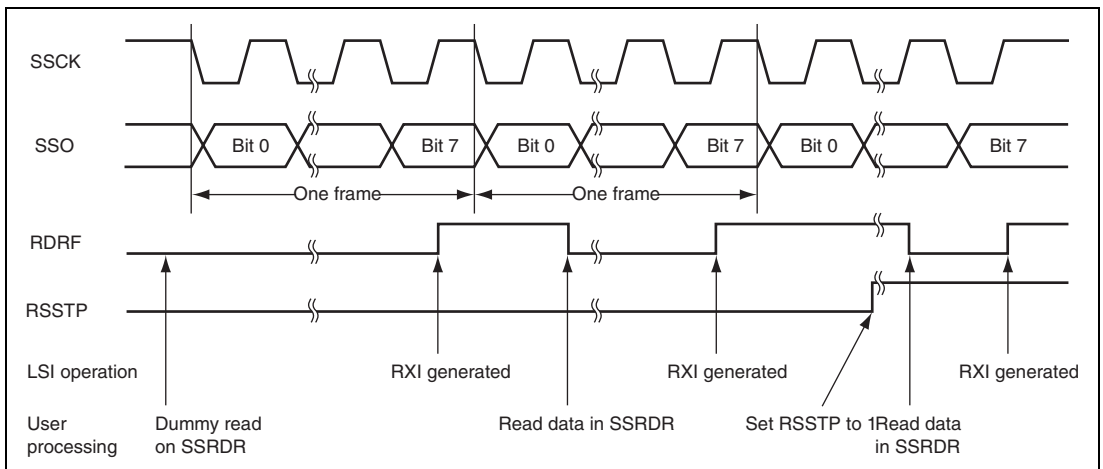 SSCK
SSO
Bit 0
Bit 7
Bit 0
Bit 7
Bit 0
Bit 7
One frame
One frame
RDRF
RSSTP
LSI operation
RXI generated
RXI generated
RXI generated
User
processing
Dummy read
on SSRDR
Read data in SSRDR
Set RSSTP to 1
Read data
in SSRDR